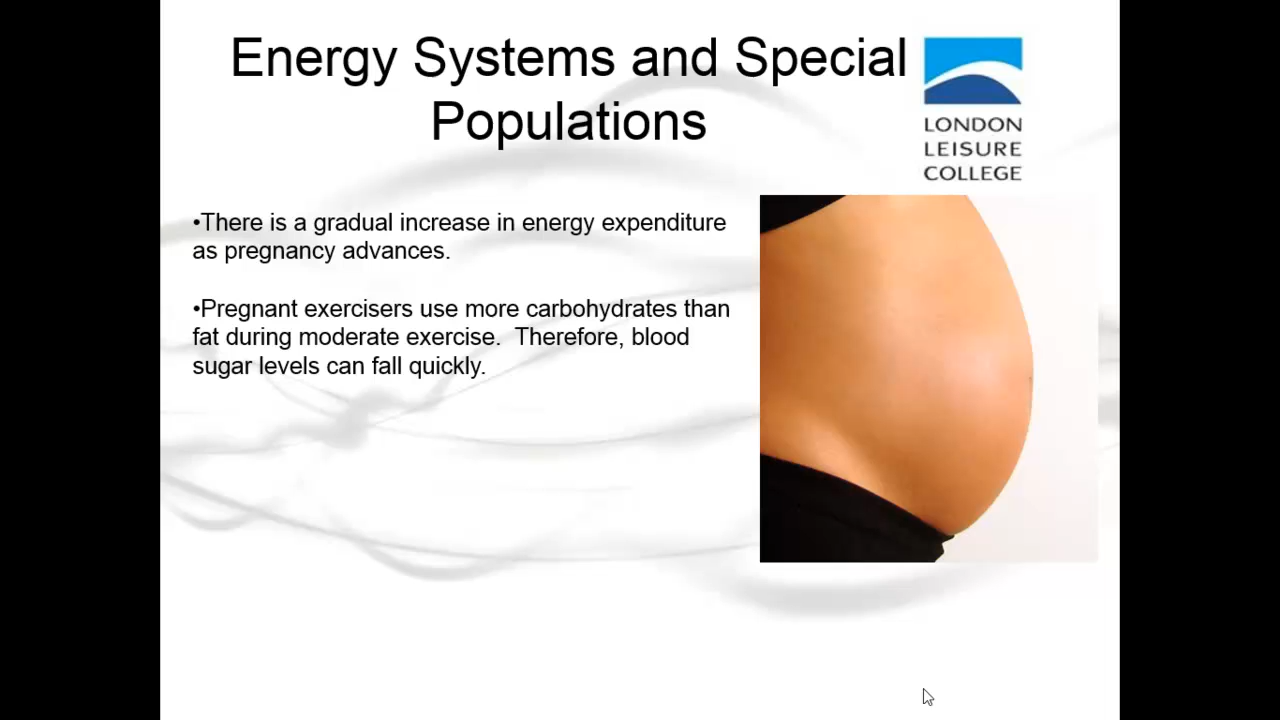 Energy Systems and Special
Populations
LONDON
LEISURE
COLLEGE
•There is a gradual increase in energy expenditure
as pregnancy advances.
•Pregnant exercisers use more carbohydrates than
fat during moderate exercise.  Therefore, blood
sugar levels can fall quickly.